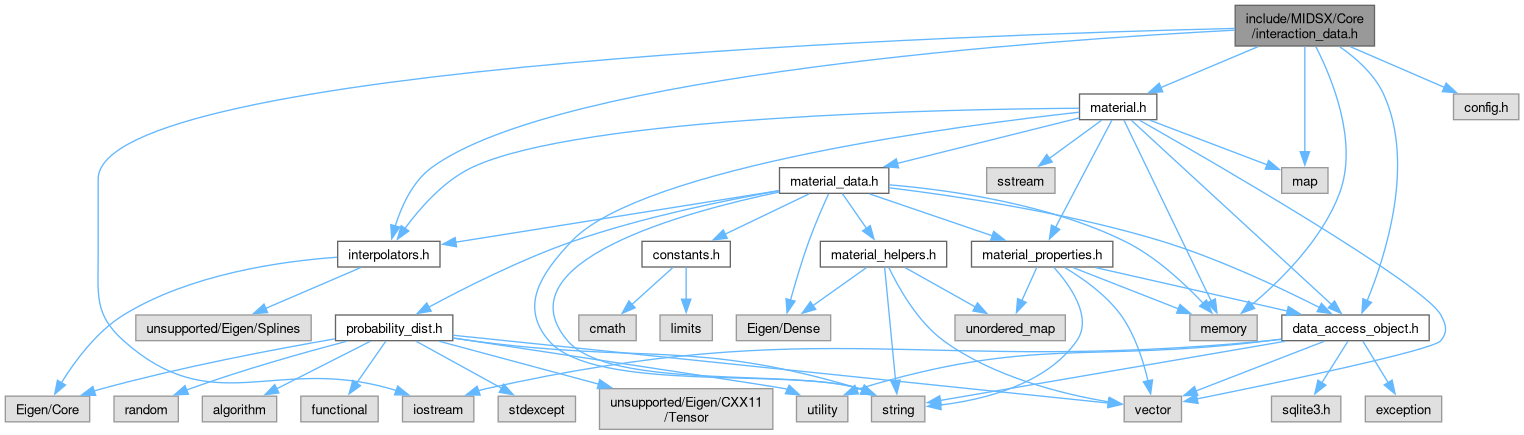 include/MIDSX/Core
/interaction_data.h
material.h
config.h
material_data.h
sstream
map
interpolators.h
constants.h
material_helpers.h
material_properties.h
unsupported/Eigen/Splines
probability_dist.h
cmath
limits
Eigen/Dense
unordered_map
memory
data_access_object.h
Eigen/Core
random
algorithm
functional
iostream
stdexcept
unsupported/Eigen/CXX11
/Tensor
utility
string
vector
sqlite3.h
exception